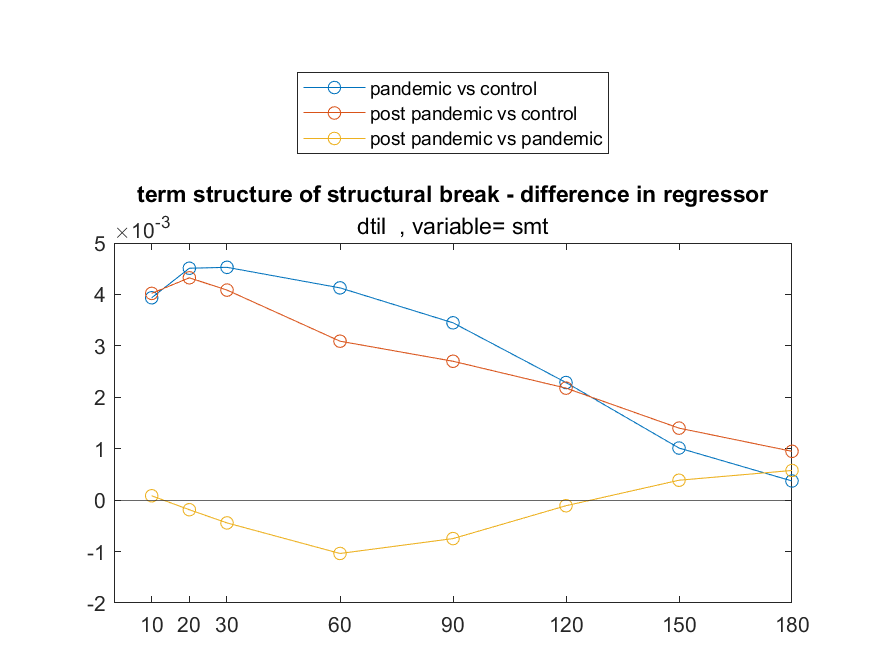 pandemic vs control
post pandemic vs control
post pandemic vs pandemic
term structure of structural break - difference in regressor
dtil , variable= smt
×10-3
5
4
3
2
1
0
-1
-2
10 20 30 60 90 120 150 180